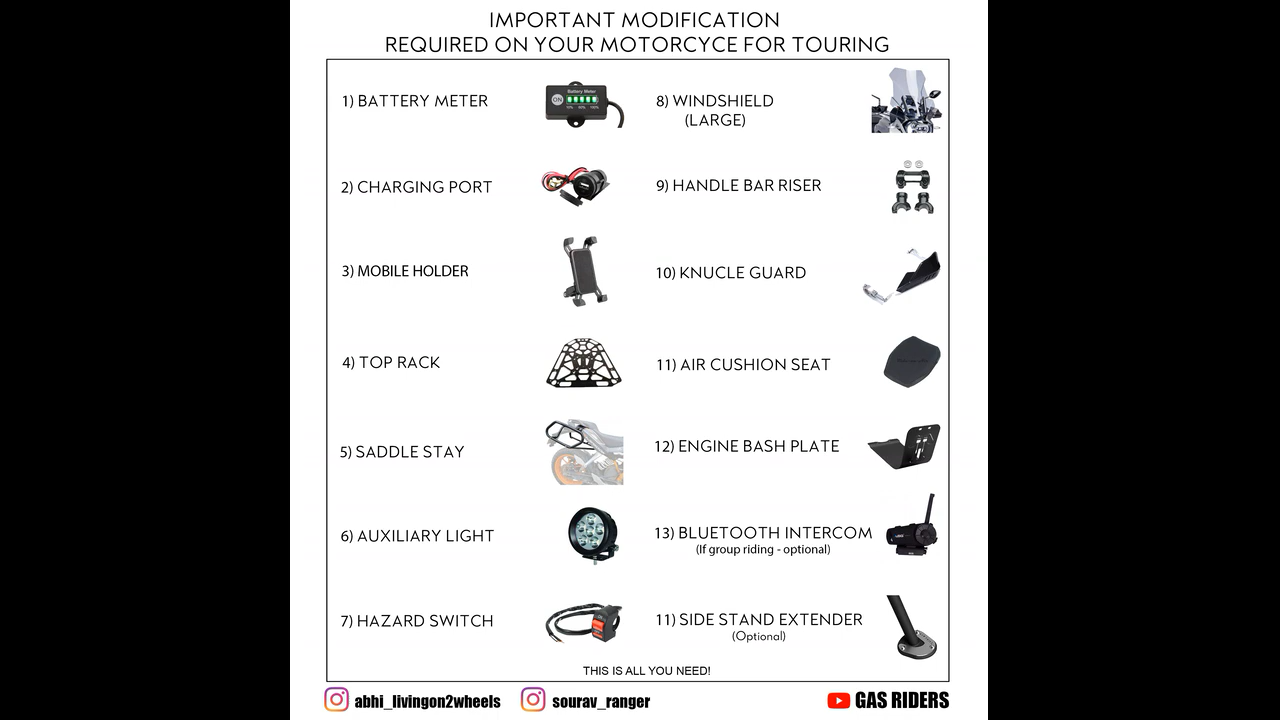 IMPORTANT MODIFICATION
REQUIRED ON YOUR MOTORCYCE FOR TOURING
1) BATTERY METER
Battery Meter
ON
2) CHARGING PORT
3) MOBILE HOLDER
4) TOP RACK
5) SADDLE STAY
6) AUXILIARY LIGHT
7) HAZARD SWITCH
8) WINDSHIELD
(LARGE)
9) HANDLE BAR RISER
10) KNUCLE GUARD
11) AIR CUSHION SEAT
12) ENGINE BASH PLATE
13) BLUETOOTH INTERCOM
(If group riding - optional)
11) SIDE STAND EXTENDER
(Optional)
THIS IS ALL YOU NEED!
abhi_livingon2wheels
sourav_ranger
GAS RIDERS